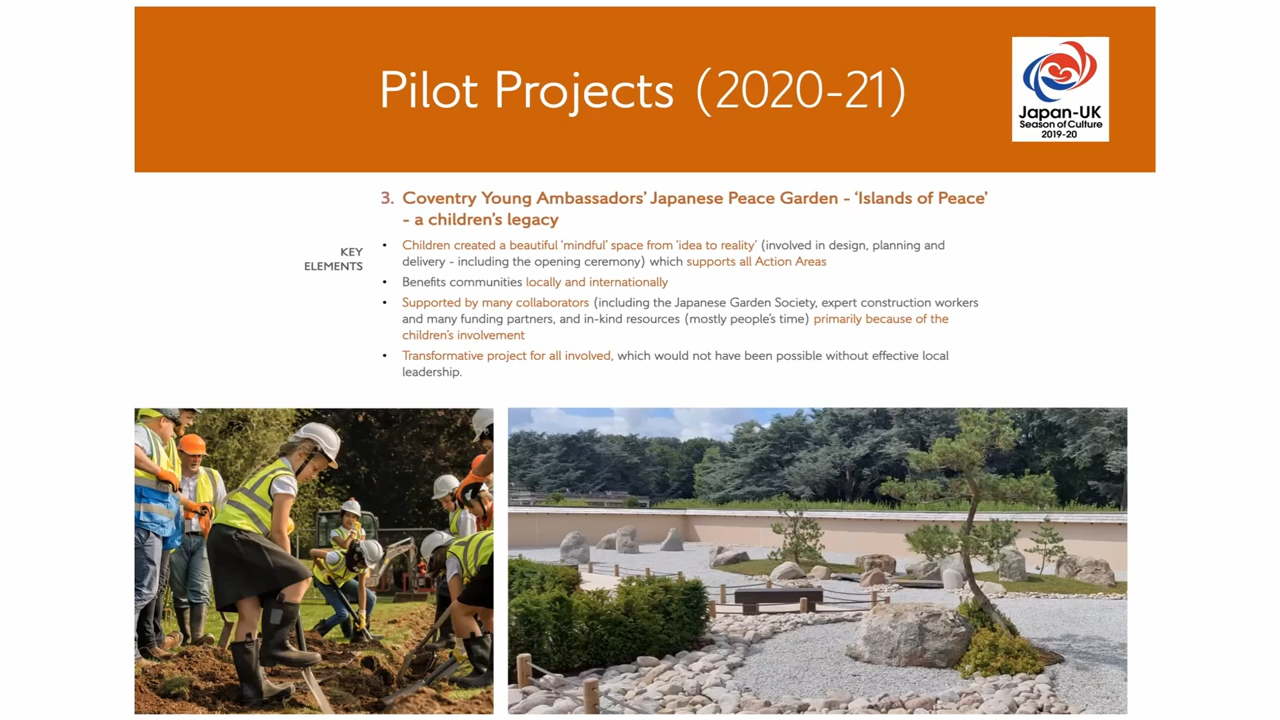 Pilot Projects (2020-21)
Japan-UK
Season of Culture
2019-20
3. Coventry Young Ambassadors' Japanese Peace Garden - 'Islands of Peace'
- a children's legacy
KEY
ELEMENTS
• Children created a beautiful 'mindful' space from 'idea to reality' (involved in design, planning and
delivery - including the opening ceremony) which supports all Action Areas
• Benefits communities locally and internationally
• Supported by many collaborators (including the Japanese Garden Society, expert construction workers
and many funding partners, and in-kind resources (mostly people's time) primarily because of the
children's involvement
• Transformative project for all involved, which would not have been possible without effective local
leadership.